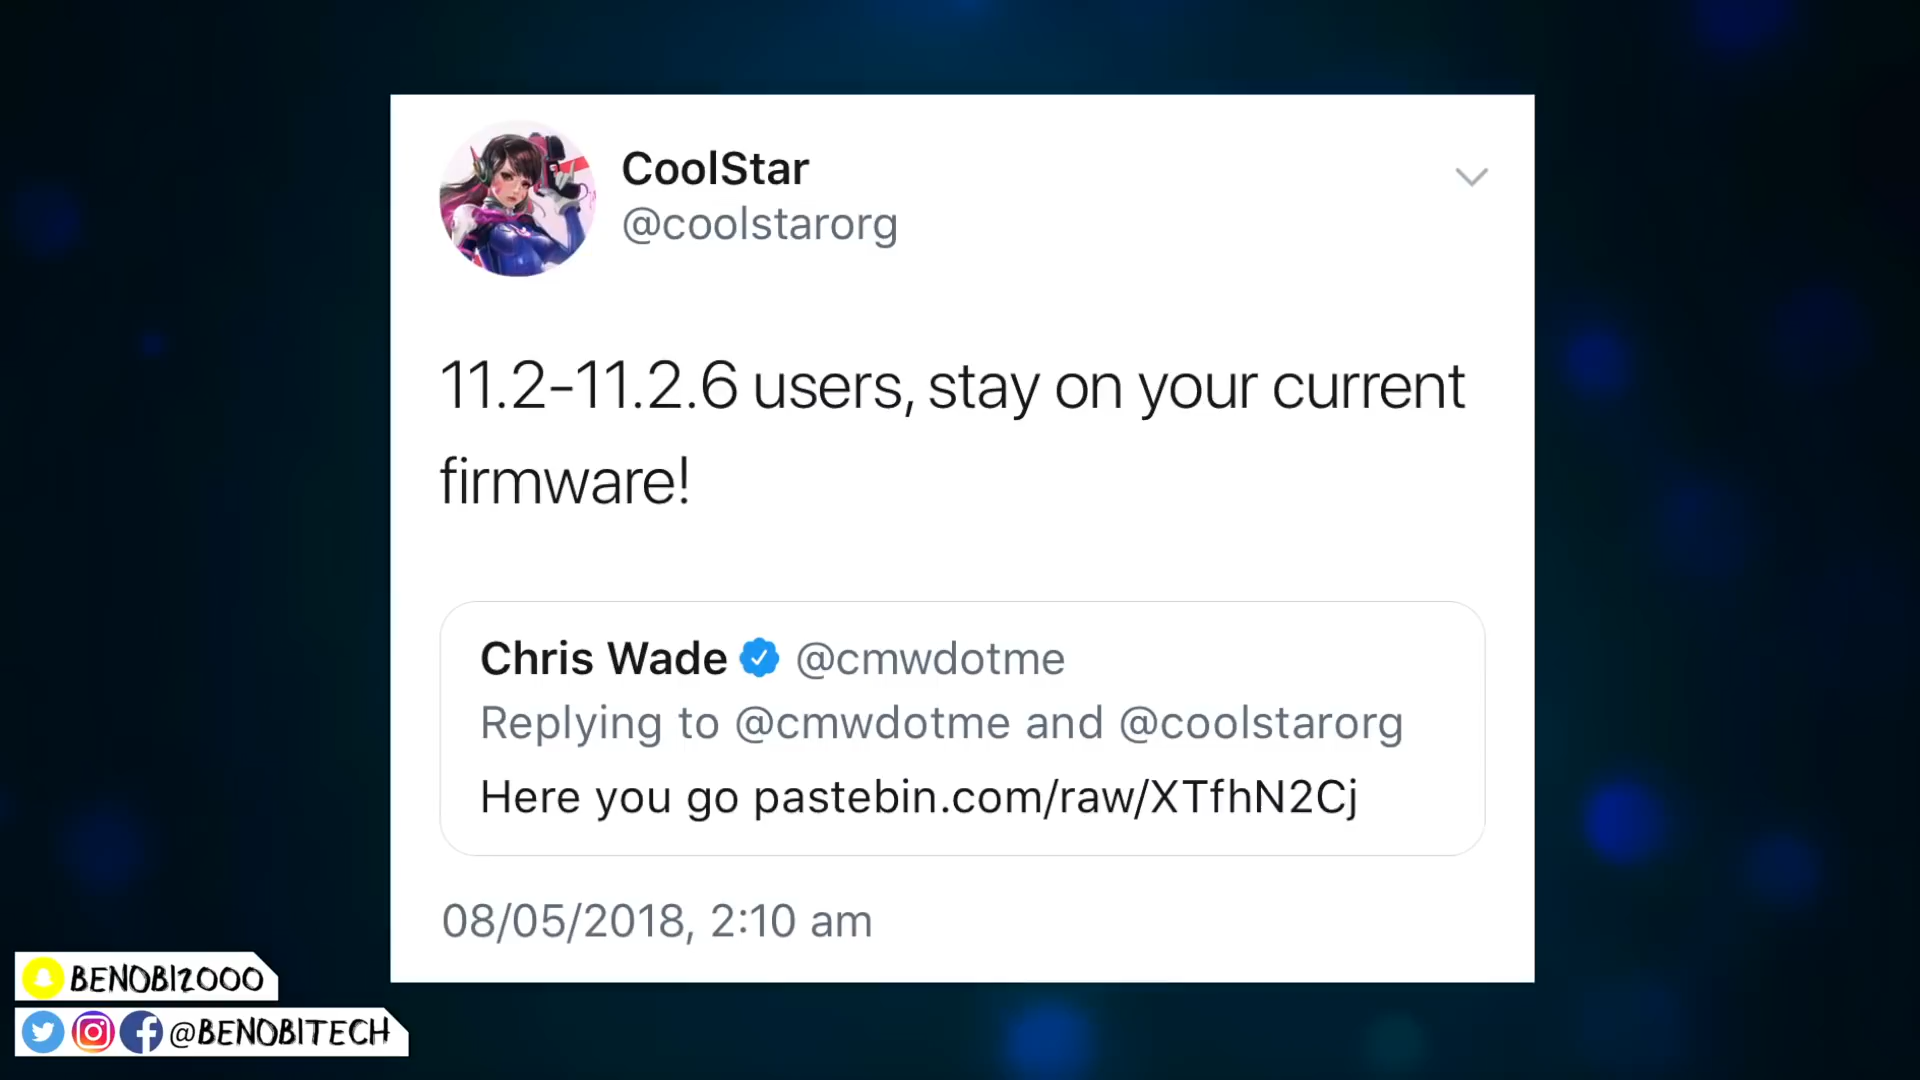 CoolStar
@coolstarorg
11.2-11.2.6 users, stay on your current
firmware!
Chris Wade @cmwdotme
Replying to @cmwdotme and @coolstarorg
Here you go pastebin.com/raw/XTfhN2Cj
08/05/2018, 2:10 am
BENOBI2000
@BENOBITECH